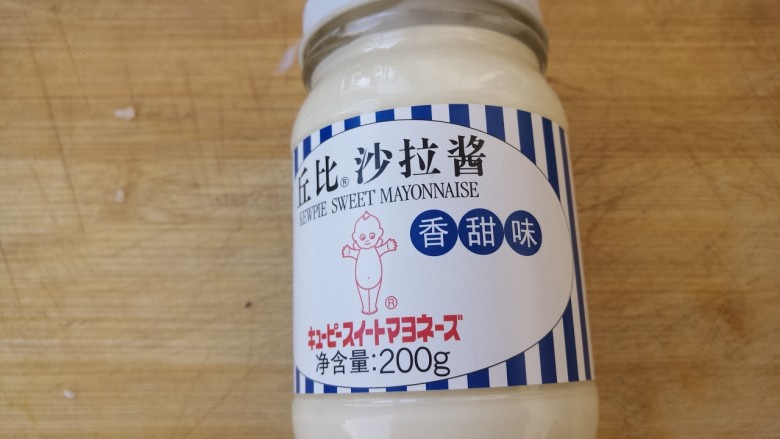 丘比® 沙拉酱
KEWPIE SWEET MAYONNAISE
香甜味
®
キューピースイートマヨネーズ
净含量:200g